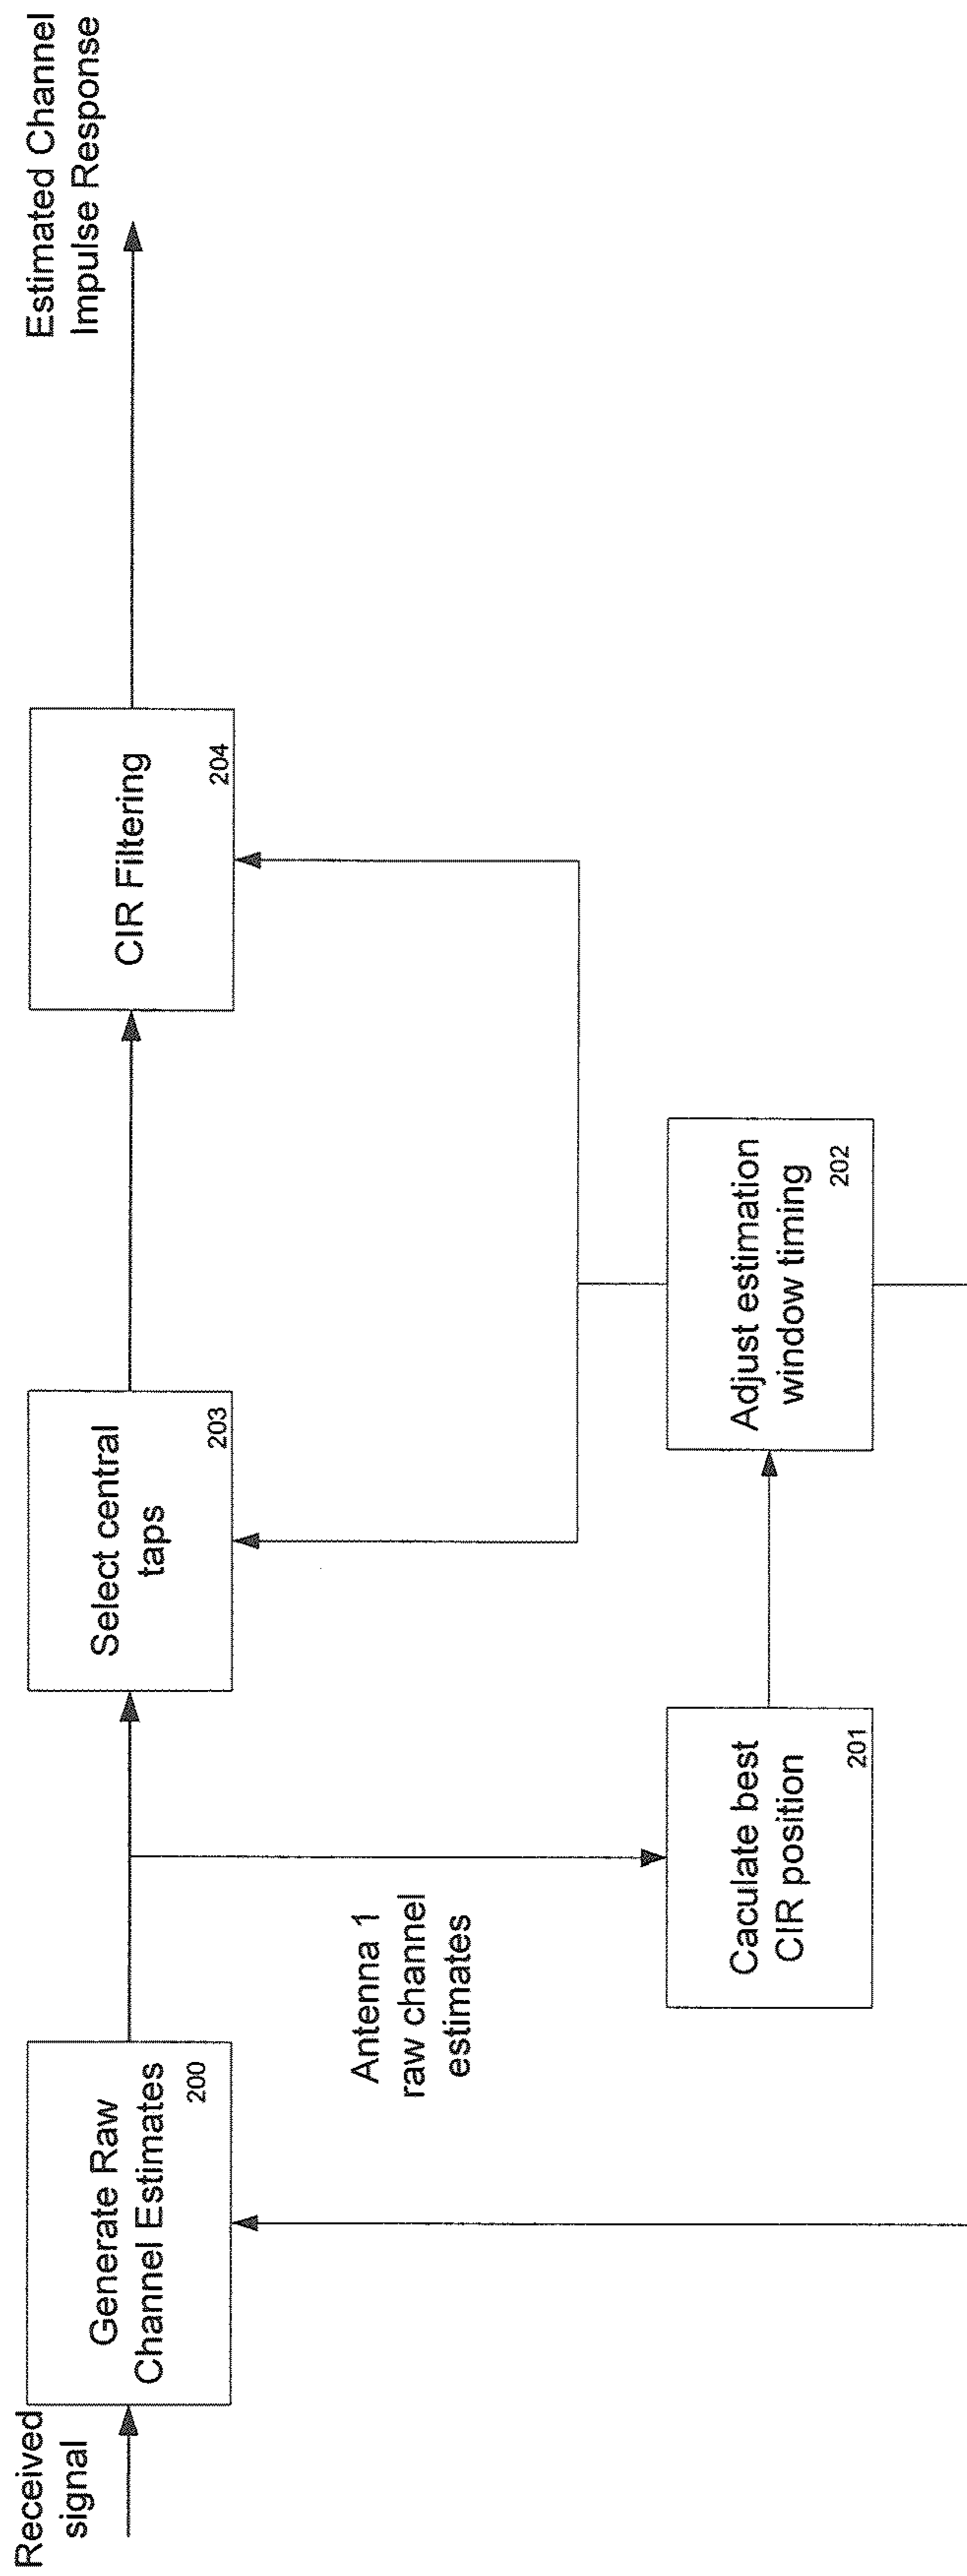 Received
signal
Generate Raw
Channel Estimates
200
Antenna 1
raw channel
estimates
Select central
taps
203
CIR Filtering
204
Estimated Channel
Impulse Response
Caculate best
CIR position
201
Adjust estimation
window timing
202